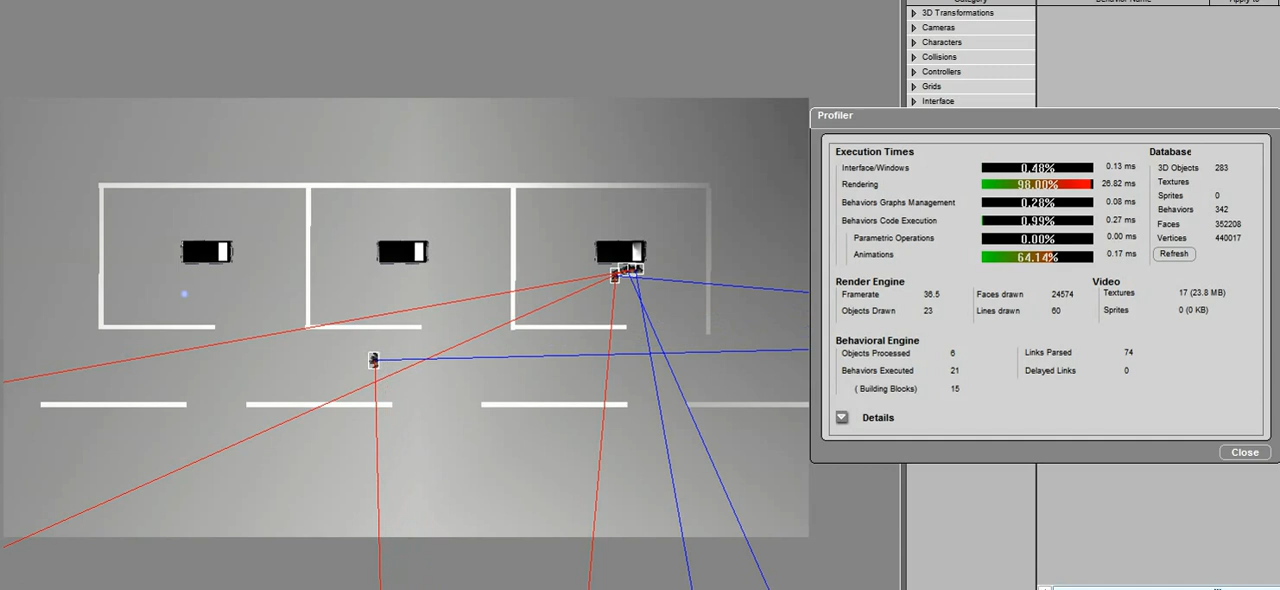 Category Behavior Name Apply to
3D Transformations
Cameras
Characters
Collisions
Controllers
Grids
Interface
Profiler
Execution Times Database
Interface/Windows 0.48% 0.13 ms 3D Objects 283
Rendering 98.00% 26.82 ms Textures
Sprites 0
Behaviors Graphs Management 0.28% 0.08 ms Behaviors 342
Behaviors Code Execution 0.99% 0.27 ms Faces 352208
Parametric Operations 0.00% 0.00 ms Vertices 440017
Animations 64.14% 0.17 ms Refresh
Render Engine Video
Framerate 36.5 Faces drawn 24574 Textures 17 (23.8 MB)
Objects Drawn 23 Lines drawn 60 Sprites 0 (0 KB)
Behavioral Engine
Objects Processed 6 Links Parsed 74
Behaviors Executed 21 Delayed Links 0
( Building Blocks) 15
Details
Close